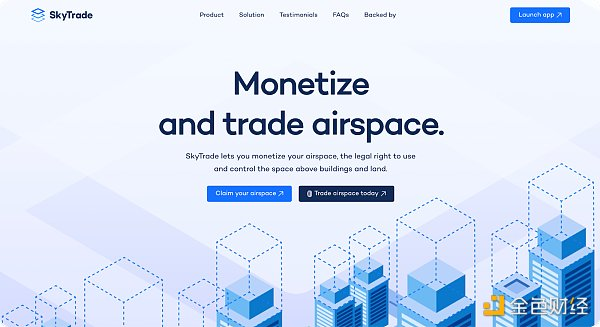 SkyTrade
Product
Solution
Testimonials
FAQs
Backed by
Launch app
Monetize
and trade airspace.
SkyTrade lets you monetize your airspace, the legal right to use
and control the space above buildings and land.
Claim your airspace
Trade airspace today
金色财经